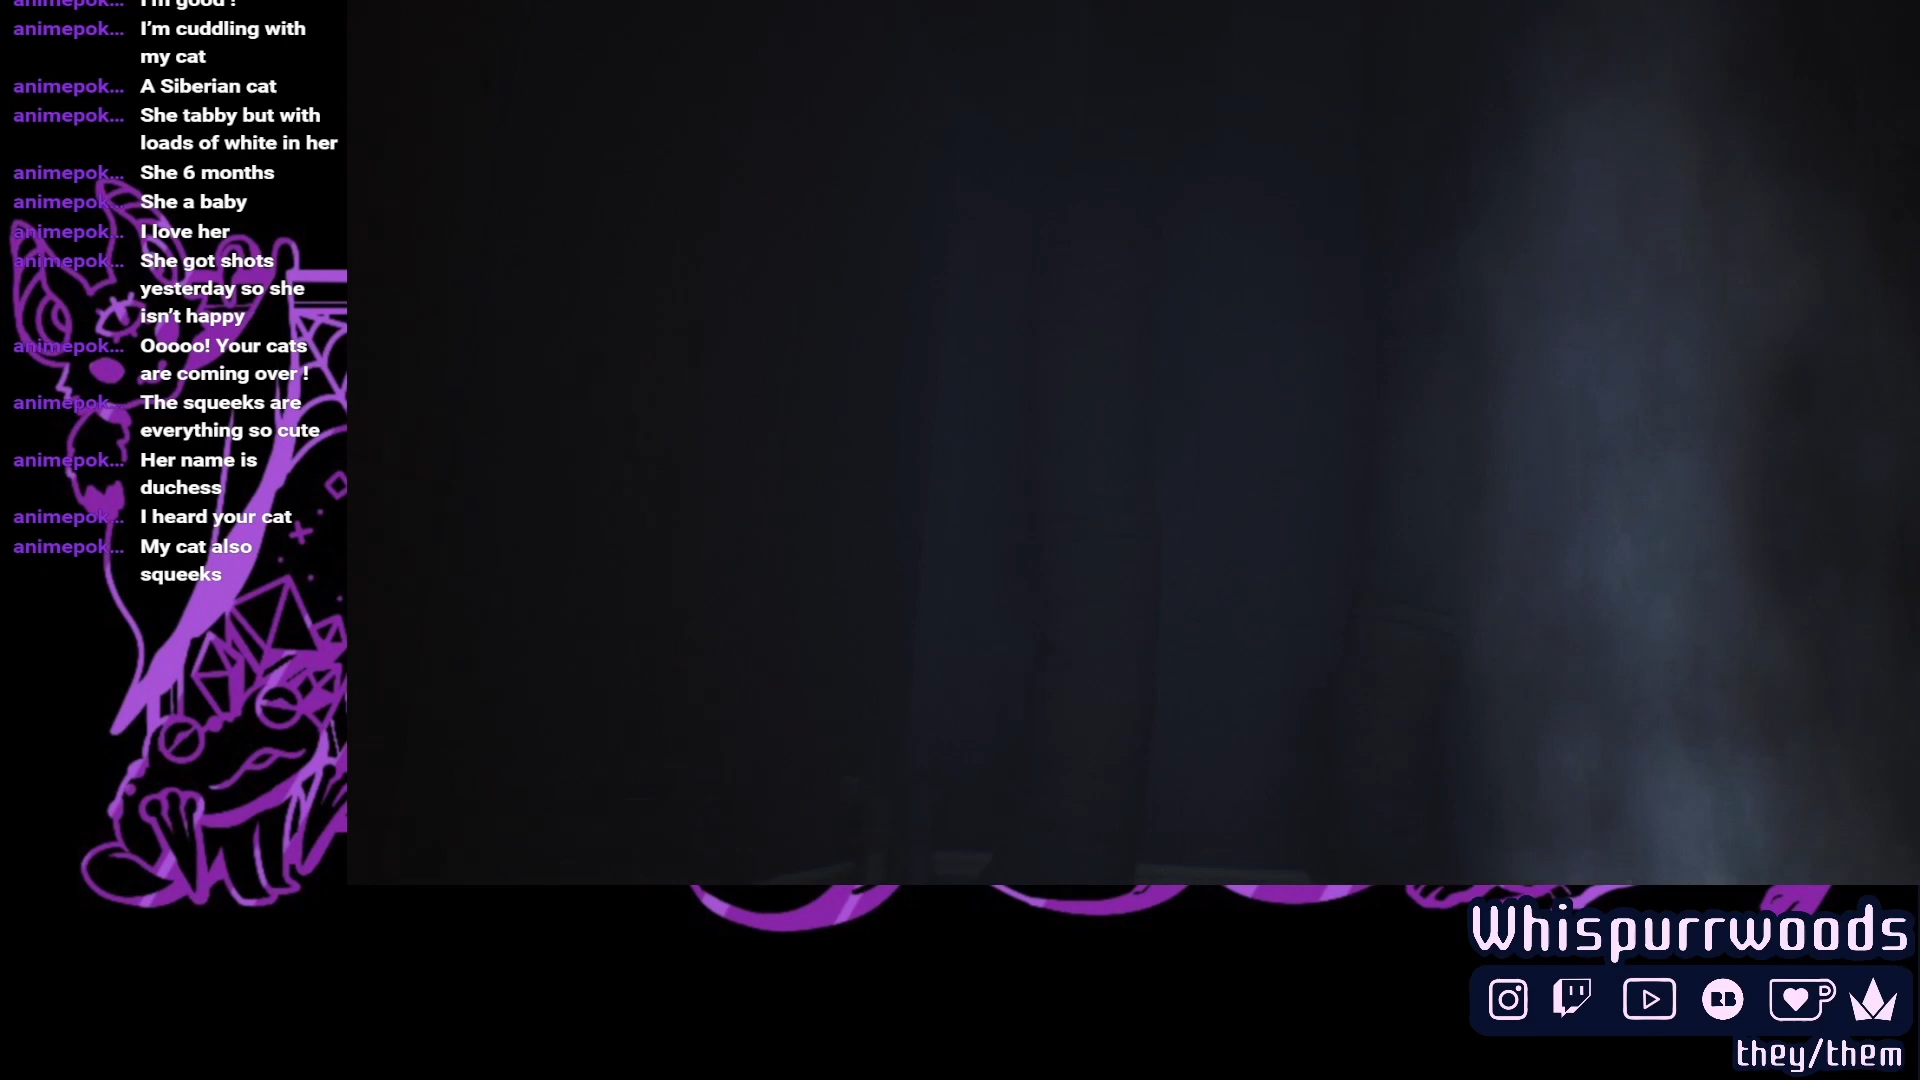 animepok... I'm good !
animepok... I'm cuddling with
my cat
animepok... A Siberian cat
animepok... She tabby but with
loads of white in her
animepok... She 6 months
animepok... She a baby
animepok... I love her
animepok... She got shots
yesterday so she
isn't happy
animepok... Ooooo! Your cats
are coming over !
animepok... The squeeks are
everything so cute
animepok... Her name is
duchess
animepok... I heard your cat
animepok... My cat also
squeeks
Whispurrwoods
RB
they/them